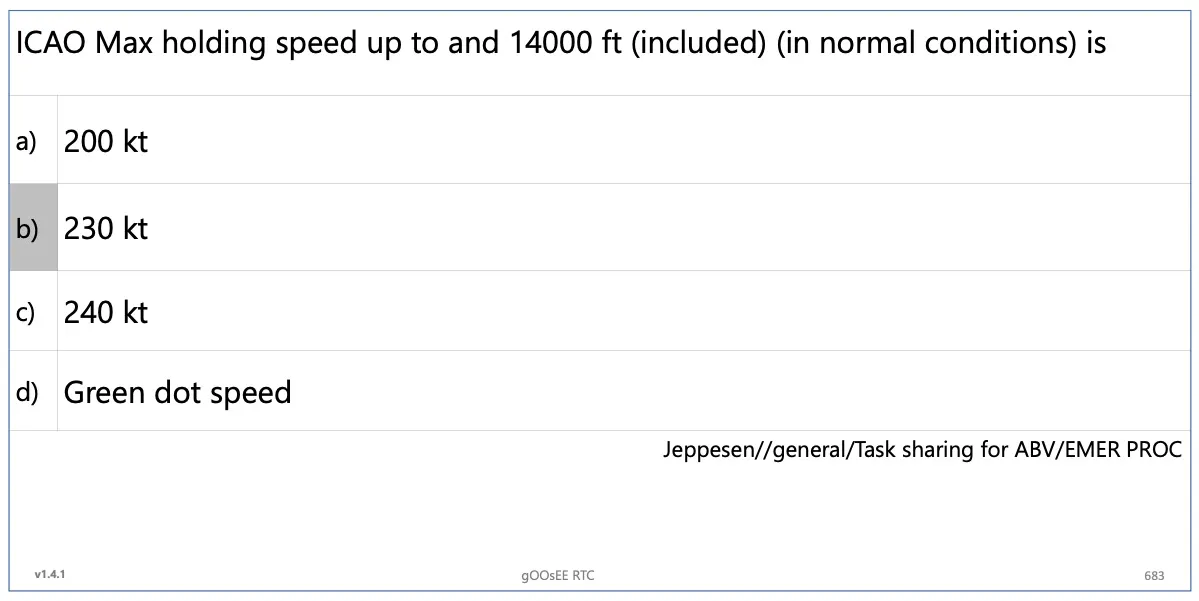 ICAO Max holding speed up to and 14000 ft (included) (in normal conditions) is
a) 200 kt
b) 230 kt
c) 240 kt
d) Green dot speed
Jeppesen//general/Task sharing for ABV/EMER PROC
v1.4.1 gOOsEE RTC 683